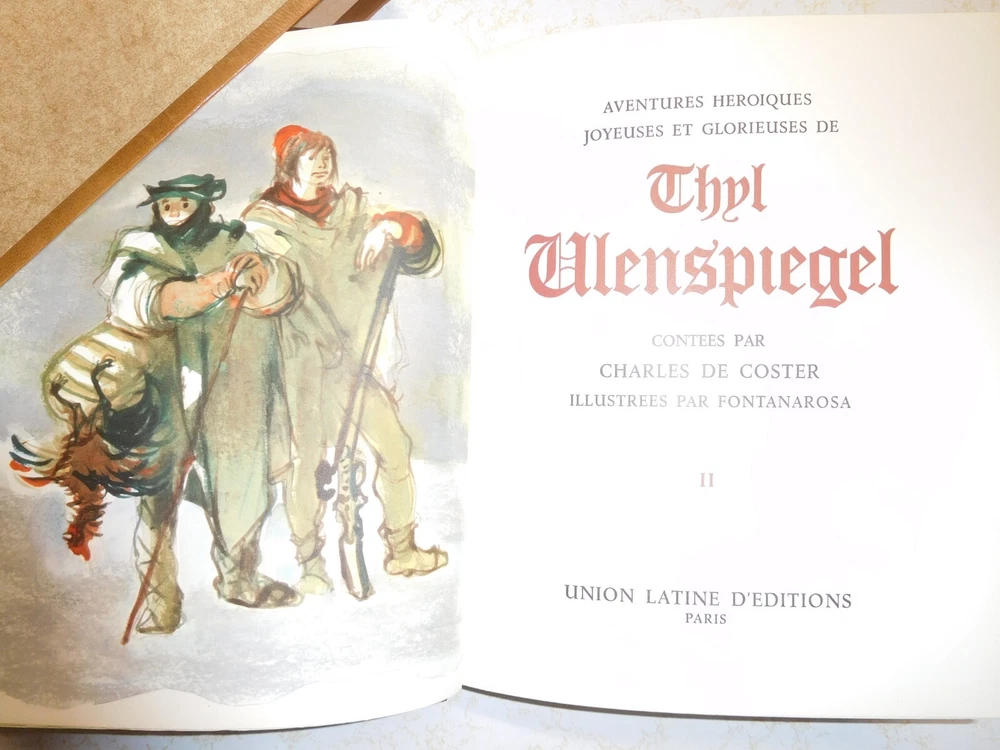 AVENTURES HEROIQUES
JOYEUSES ET GLORIEUSES DE
Thyl
Ulenspiegel
CONTEES PAR
CHARLES DE COSTER
ILLUSTREES PAR FONTANAROSA
II
UNION LATINE D'EDITIONS
PARIS